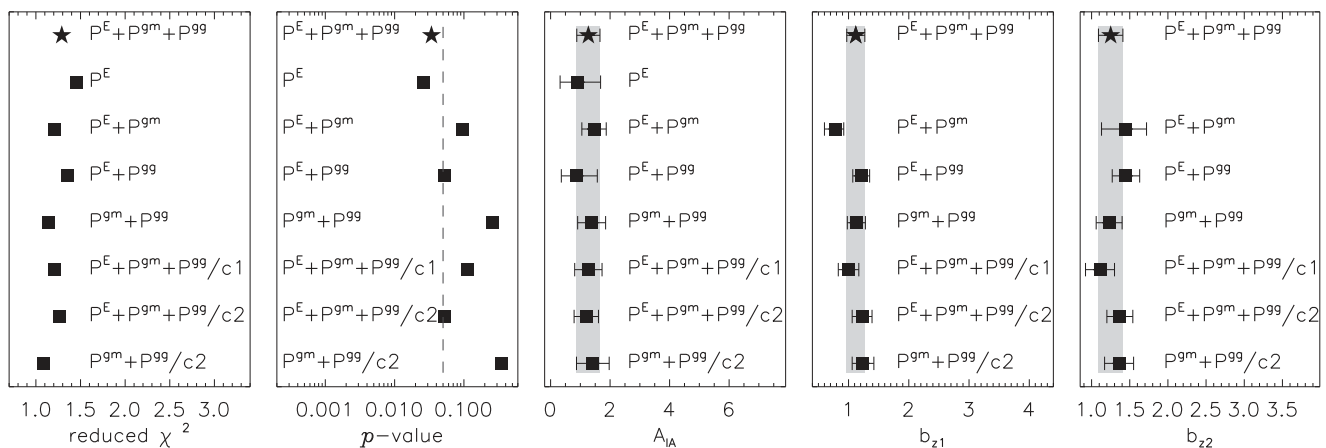 P^E+P^gm+P^gg P^E+P^gm+P^gg P^E+P^gm+P^gg P^E+P^gm+P^gg P^E+P^gm+P^gg
P^E P^E P^E
P^E+P^gm P^E+P^gm P^E+P^gm P^E+P^gm P^E+P^gm
P^E+P^gg P^E+P^gg P^E+P^gg P^E+P^gg P^E+P^gg
P^gm+P^gg P^gm+P^gg P^gm+P^gg P^gm+P^gg P^gm+P^gg
P^E+P^gm+P^gg/c1 P^E+P^gm+P^gg/c1 P^E+P^gm+P^gg/c1 P^E+P^gm+P^gg/c1 P^E+P^gm+P^gg/c1
P^E+P^gm+P^gg/c2 P^E+P^gm+P^gg/c2 P^E+P^gm+P^gg/c2 P^E+P^gm+P^gg/c2 P^E+P^gm+P^gg/c2
P^gm+P^gg/c2 P^gm+P^gg/c2 P^gm+P^gg/c2 P^gm+P^gg/c2 P^gm+P^gg/c2
1.0 1.5 2.0 2.5 3.0 0.001 0.010 0.100 0 2 4 6 1 2 3 4 1.0 1.5 2.0 2.5 3.0 3.5
reduced χ² p-value A_IA b_z1 b_z2